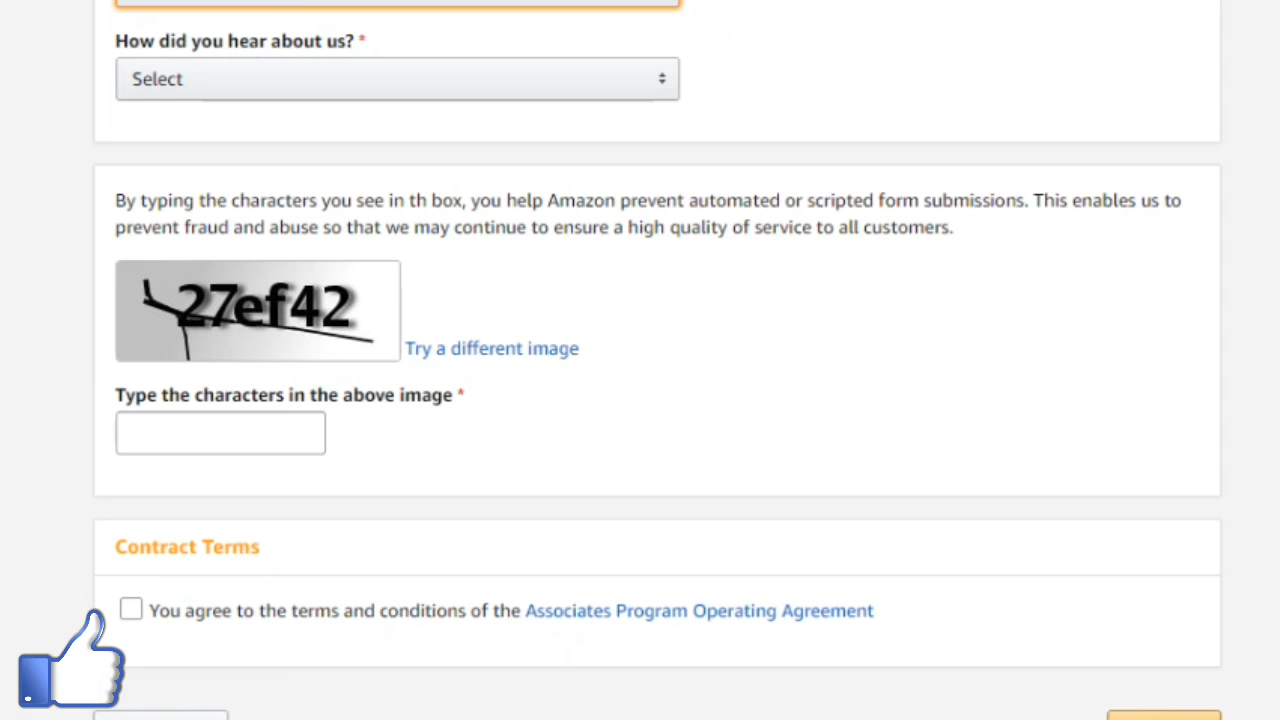 How did you hear about us? *
Select
By typing the characters you see in th box, you help Amazon prevent automated or scripted form submissions. This enables us to
prevent fraud and abuse so that we may continue to ensure a high quality of service to all customers.
27ef42
Try a different image
Type the characters in the above image *
Contract Terms
You agree to the terms and conditions of the Associates Program Operating Agreement